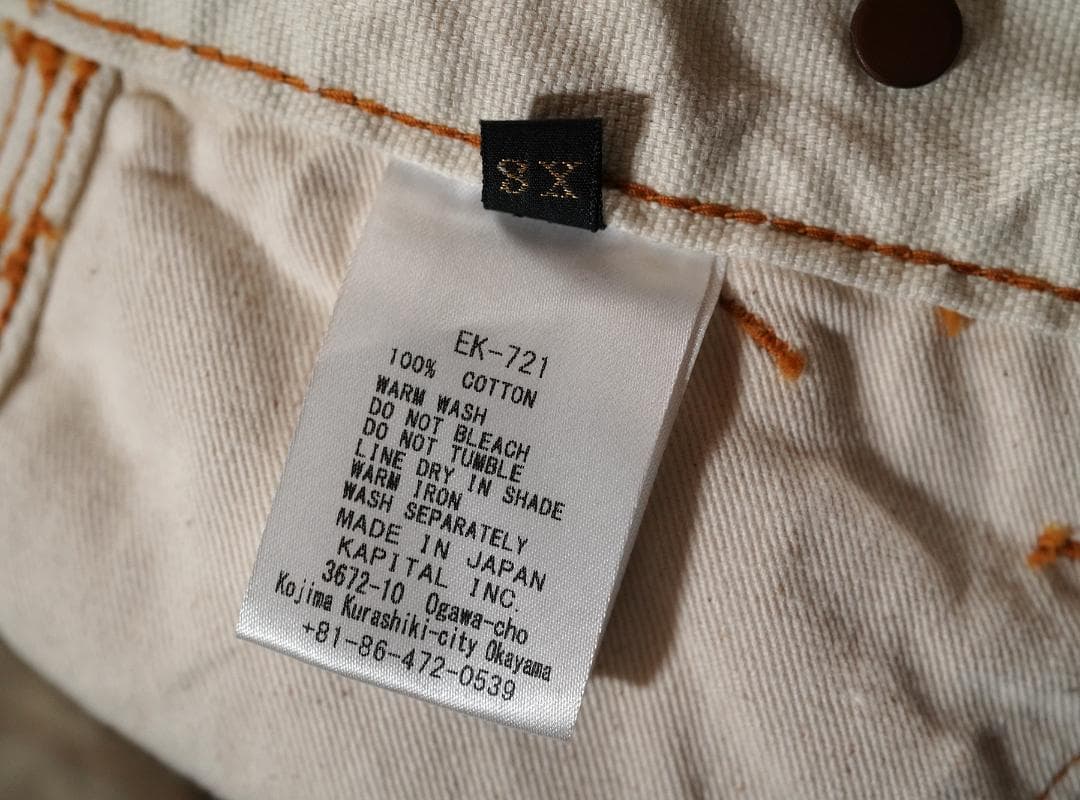 8X
EK-721
100% COTTON
WARM WASH
DO NOT BLEACH
DO NOT TUMBLE
LINE DRY IN SHADE
WARM IRON
WASH SEPARATELY
MADE IN JAPAN
KAPITAL INC.
3672-10 Ogawa-cho
Kojima Kurashiki-city Okayama
+81-86-472-0539